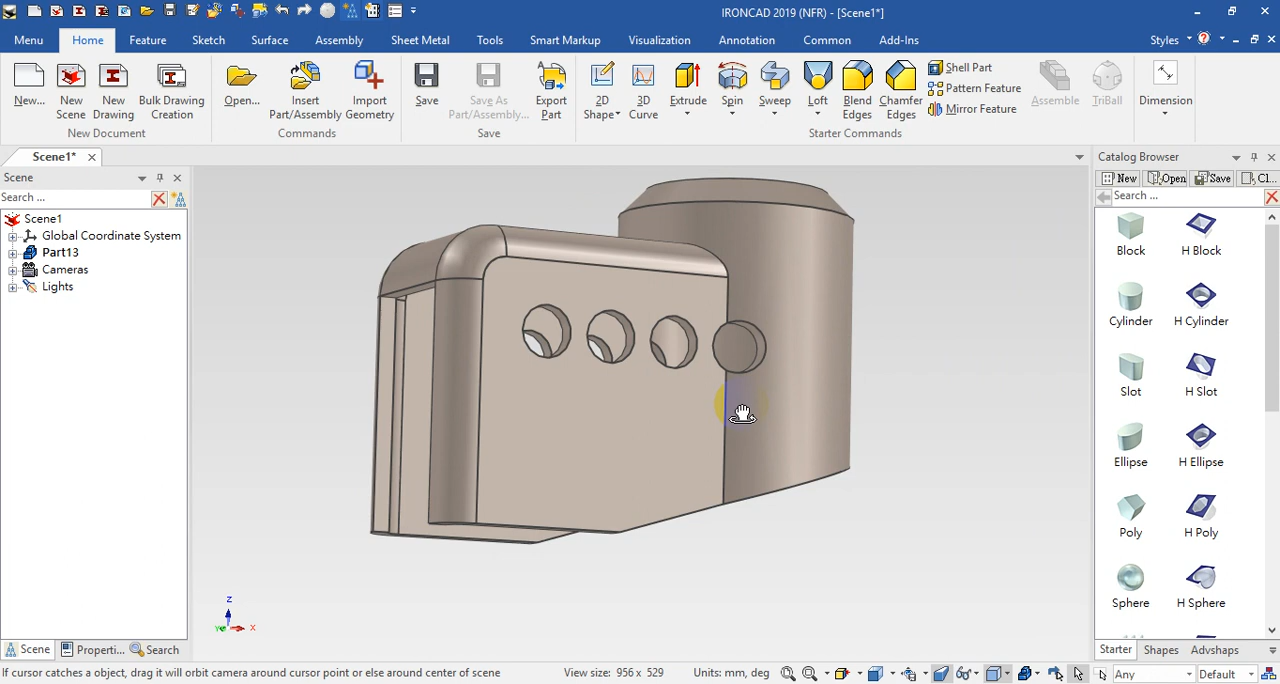 IRONCAD 2019 (NFR) - [Scene1*]
Menu Home Feature Sketch Surface Assembly Sheet Metal Tools Smart Markup Visualization Annotation Common Add-Ins Styles
New... New Scene New Drawing Bulk Drawing Creation Open... Insert Part/Assembly Import Geometry Save Save As Part/Assembly... Export Part 2D Shape 3D Curve Extrude Spin Sweep Loft Blend Edges Chamfer Edges Shell Part Pattern Feature Mirror Feature Assemble TriBall Dimension
New Document Commands Save Starter Commands
Scene1*
Scene
Search ...
Scene1
Global Coordinate System
Part13
Cameras
Lights
Catalog Browser
New Open Save Cl...
Search ...
Block H Block
Cylinder H Cylinder
Slot H Slot
Ellipse H Ellipse
Poly H Poly
Sphere H Sphere
Z
Y X
Scene Properti... Search
Starter Shapes Advshaps
If cursor catches a object, drag it will orbit camera around cursor point or else around center of scene View size: 956 x 529 Units: mm, deg Any Default